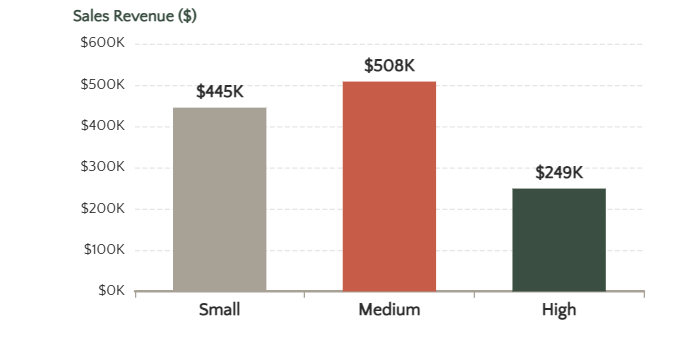 Sales Revenue ($)
$600K
$508K
$500K
$445K
$400K
$300K
$249K
$200K
$100K
$0K
Small Medium High